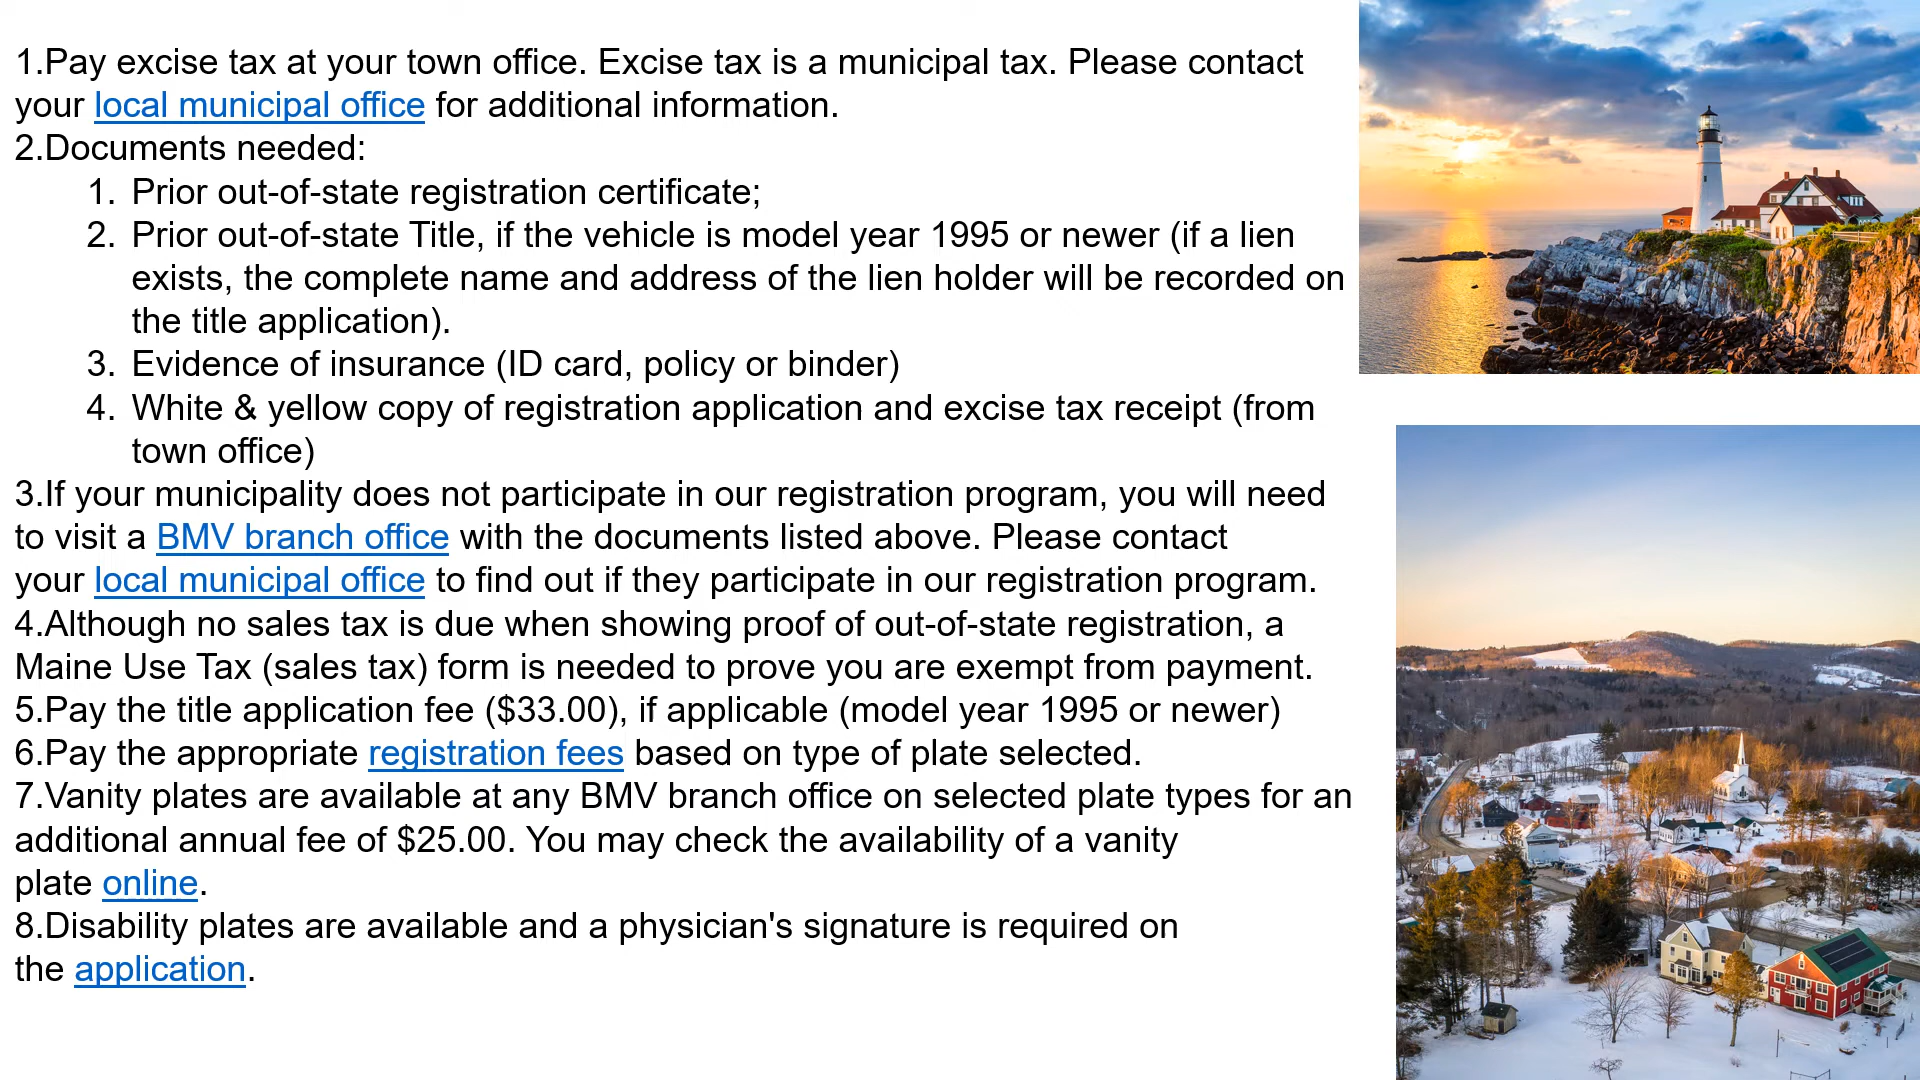 1.Pay excise tax at your town office. Excise tax is a municipal tax. Please contact
your local municipal office for additional information.
2.Documents needed:
1. Prior out-of-state registration certificate;
2. Prior out-of-state Title, if the vehicle is model year 1995 or newer (if a lien
exists, the complete name and address of the lien holder will be recorded on
the title application).
3. Evidence of insurance (ID card, policy or binder)
4. White & yellow copy of registration application and excise tax receipt (from
town office)
3.If your municipality does not participate in our registration program, you will need
to visit a BMV branch office with the documents listed above. Please contact
your local municipal office to find out if they participate in our registration program.
4.Although no sales tax is due when showing proof of out-of-state registration, a
Maine Use Tax (sales tax) form is needed to prove you are exempt from payment.
5.Pay the title application fee ($33.00), if applicable (model year 1995 or newer)
6.Pay the appropriate registration fees based on type of plate selected.
7.Vanity plates are available at any BMV branch office on selected plate types for an
additional annual fee of $25.00. You may check the availability of a vanity
plate online.
8.Disability plates are available and a physician's signature is required on
the application.